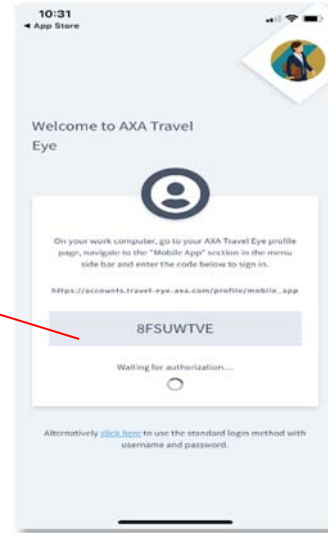 10:31
◄ App Store
Welcome to AXA Travel
Eye
On your work computer, go to your AXA Travel Eye profile
page, navigate to the "Mobile App" section in the menu
side bar and enter the code below to sign in.
https://accounts.travel-eye-axa.com/profile/mobile_app
8FSUWTVE
Waiting for authorization...
Alternatively click here to use the standard login method with
username and password.